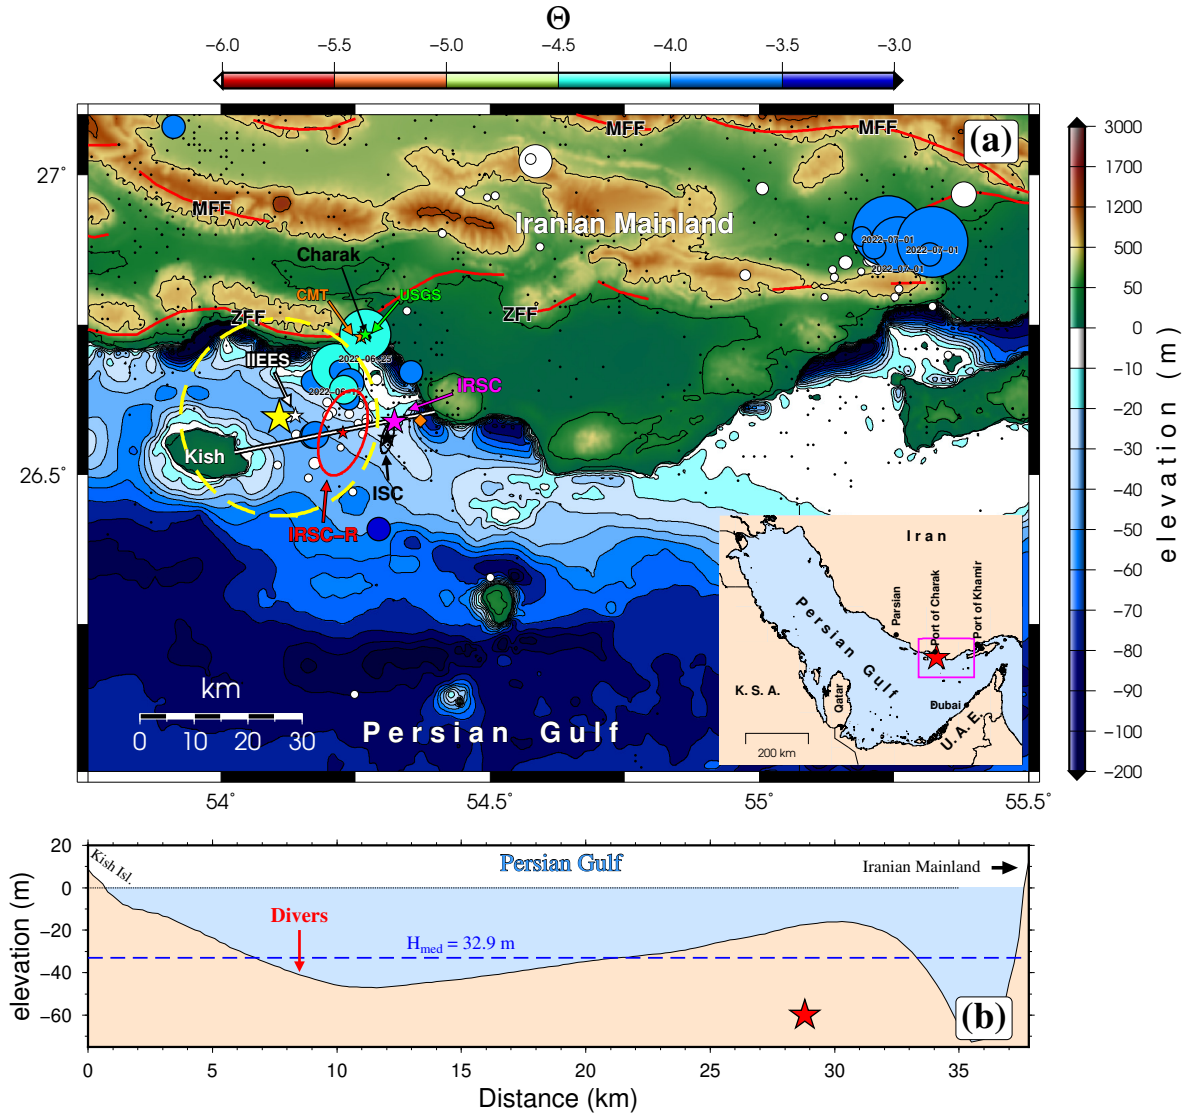 Θ
−6.0 −5.5 −5.0 −4.5 −4.0 −3.5 −3.0
(a)
MFF
MFF
27˚
MFF
Iranian Mainland
2022−07−01
2022−07−01
2022−07−01
Charak
CMT
USGS
ZFF
ZFF
2022−06−25
IIEES
IRSC
Kish
26.5˚
ISC
IRSC−R
km
0 10 20 30
Persian Gulf
54˚ 54.5˚ 55˚ 55.5˚
3000
1700
1200
500
50
0
−10
−20
−30
−40
−50
−60
−70
−80
−90
−100
−200
elevation (m)
Iran
Parsian
Port of Charak
Port of Khamir
Persian Gulf
K.S.A.
Qatar
Dubai
U.A.E.
200 km
20
0
−20
−40
−60
elevation (m)
Kish Isl.
Persian Gulf
Iranian Mainland
Divers
Hmed = 32.9 m
(b)
0 5 10 15 20 25 30 35
Distance (km)